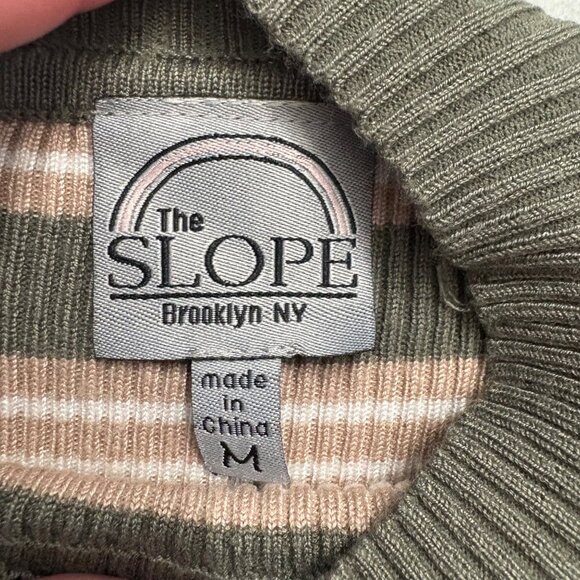 The
SLOPE
Brooklyn NY
made
in
China
M